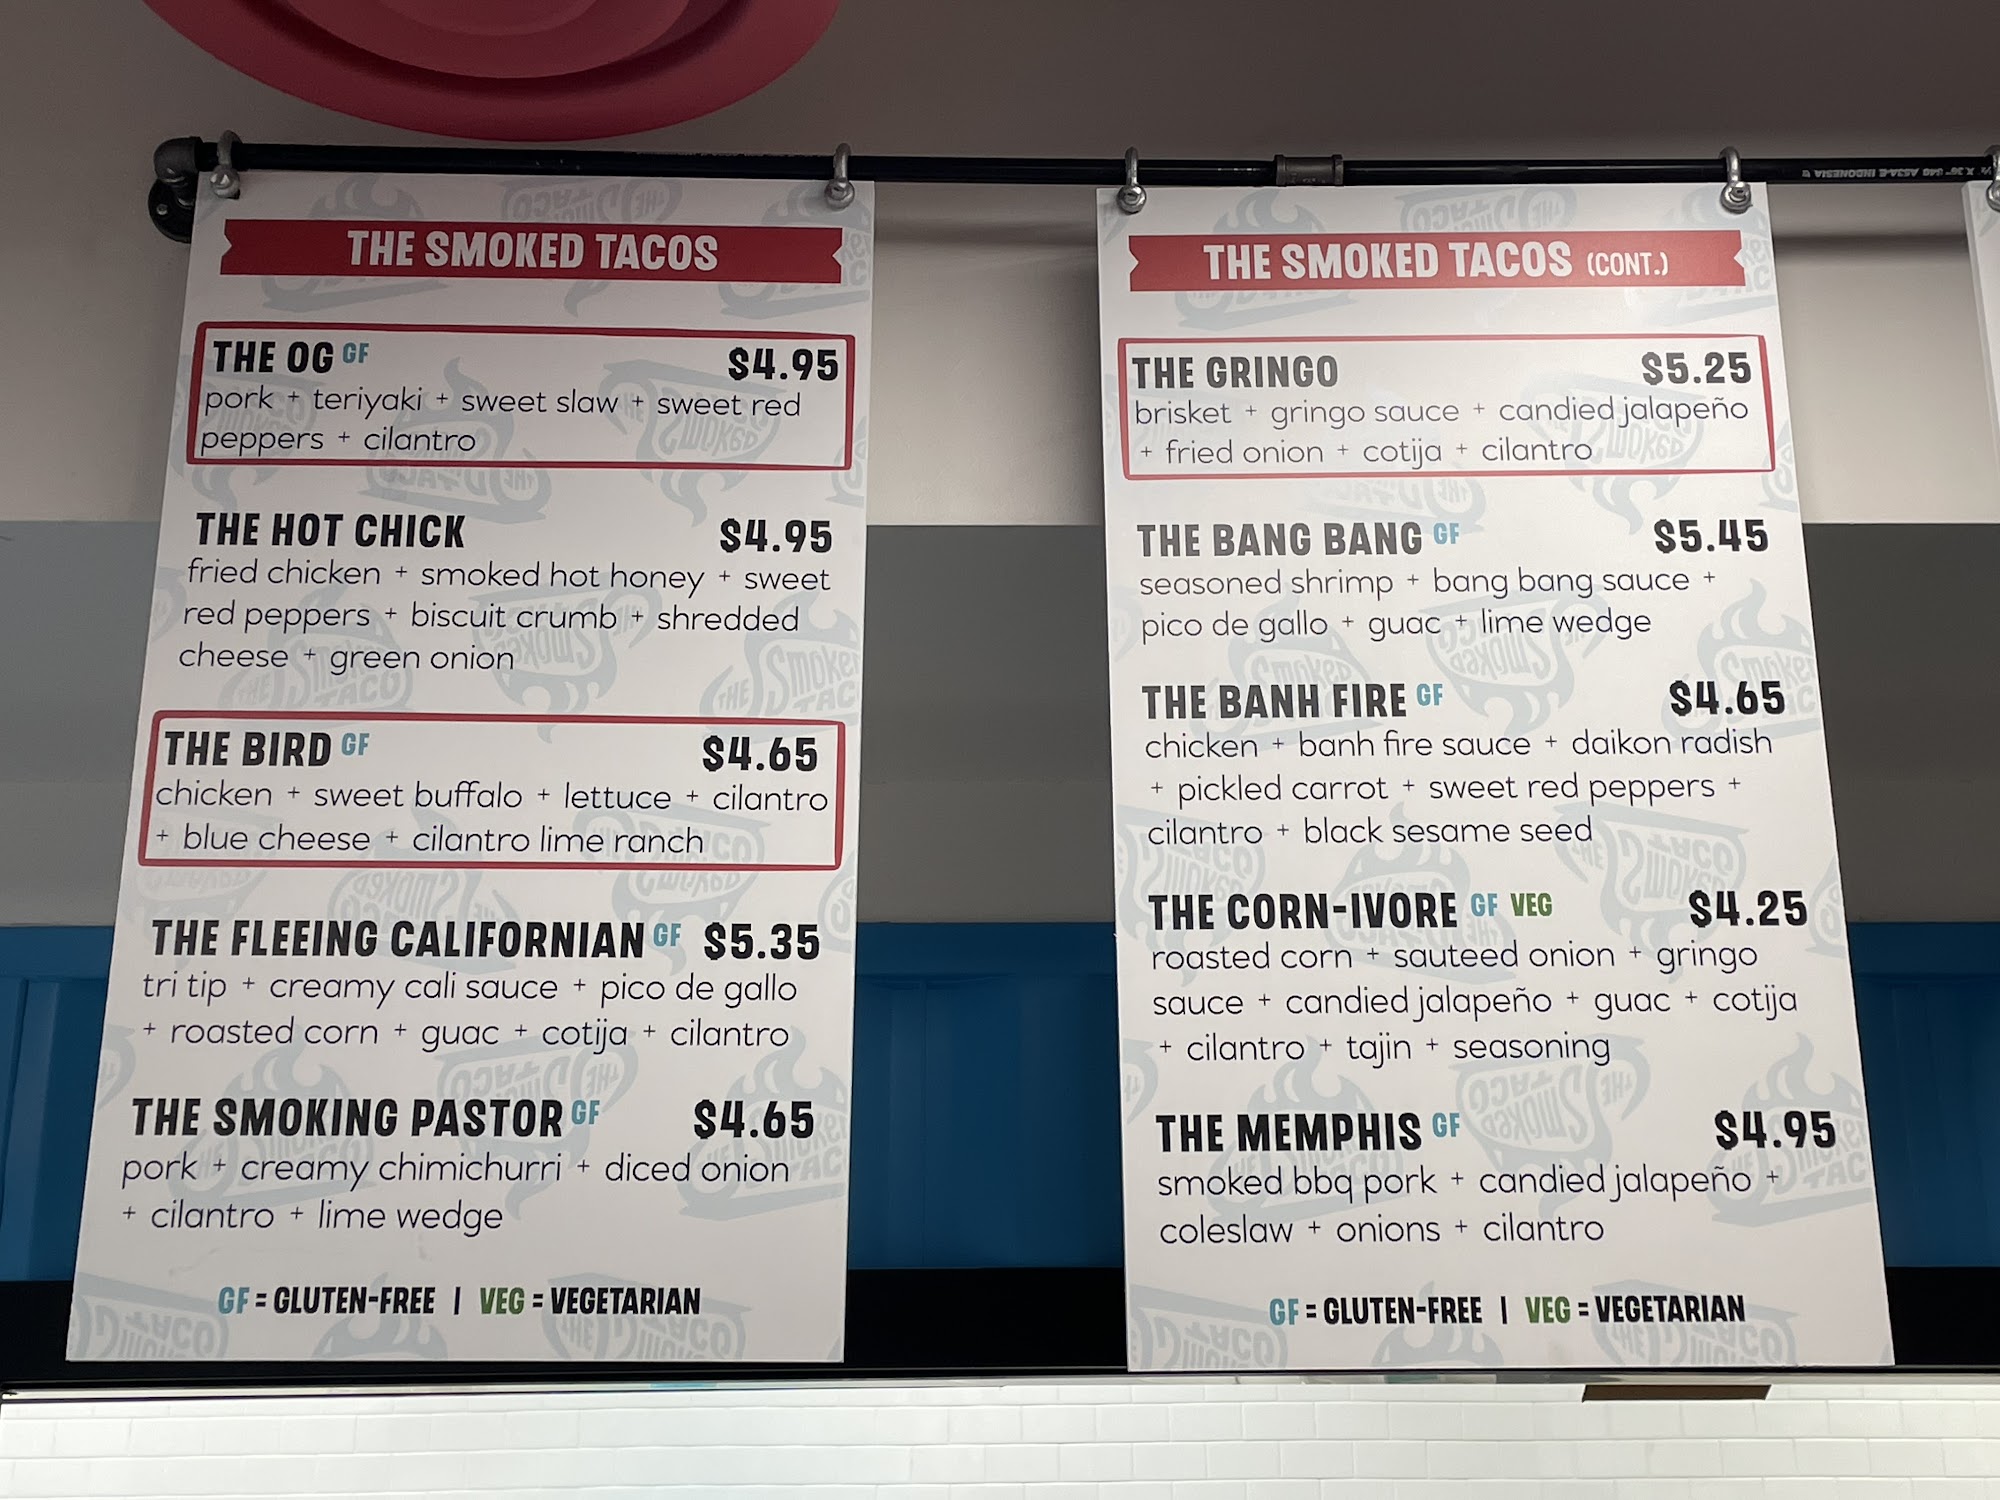 THE SMOKED TACOS
THE OG GF $4.95
pork + teriyaki + sweet slaw + sweet red
peppers + cilantro
THE HOT CHICK $4.95
fried chicken + smoked hot honey + sweet
red peppers + biscuit crumb + shredded
cheese + green onion
THE BIRD GF $4.65
chicken + sweet buffalo + lettuce + cilantro
+ blue cheese + cilantro lime ranch
THE FLEEING CALIFORNIAN GF $5.35
tri tip + creamy cali sauce + pico de gallo
+ roasted corn + guac + cotija + cilantro
THE SMOKING PASTOR GF $4.65
pork + creamy chimichurri + diced onion
+ cilantro + lime wedge
GF = GLUTEN-FREE | VEG = VEGETARIAN
THE SMOKED TACOS (CONT.)
THE GRINGO $5.25
brisket + gringo sauce + candied jalapeño
+ fried onion + cotija + cilantro
THE BANG BANG GF $5.45
seasoned shrimp + bang bang sauce +
pico de gallo + guac + lime wedge
THE BANH FIRE GF $4.65
chicken + banh fire sauce + daikon radish
+ pickled carrot + sweet red peppers +
cilantro + black sesame seed
THE CORN-IVORE GF VEG $4.25
roasted corn + sauteed onion + gringo
sauce + candied jalapeño + guac + cotija
+ cilantro + tajin + seasoning
THE MEMPHIS GF $4.95
smoked bbq pork + candied jalapeño +
coleslaw + onions + cilantro
GF = GLUTEN-FREE | VEG = VEGETARIAN